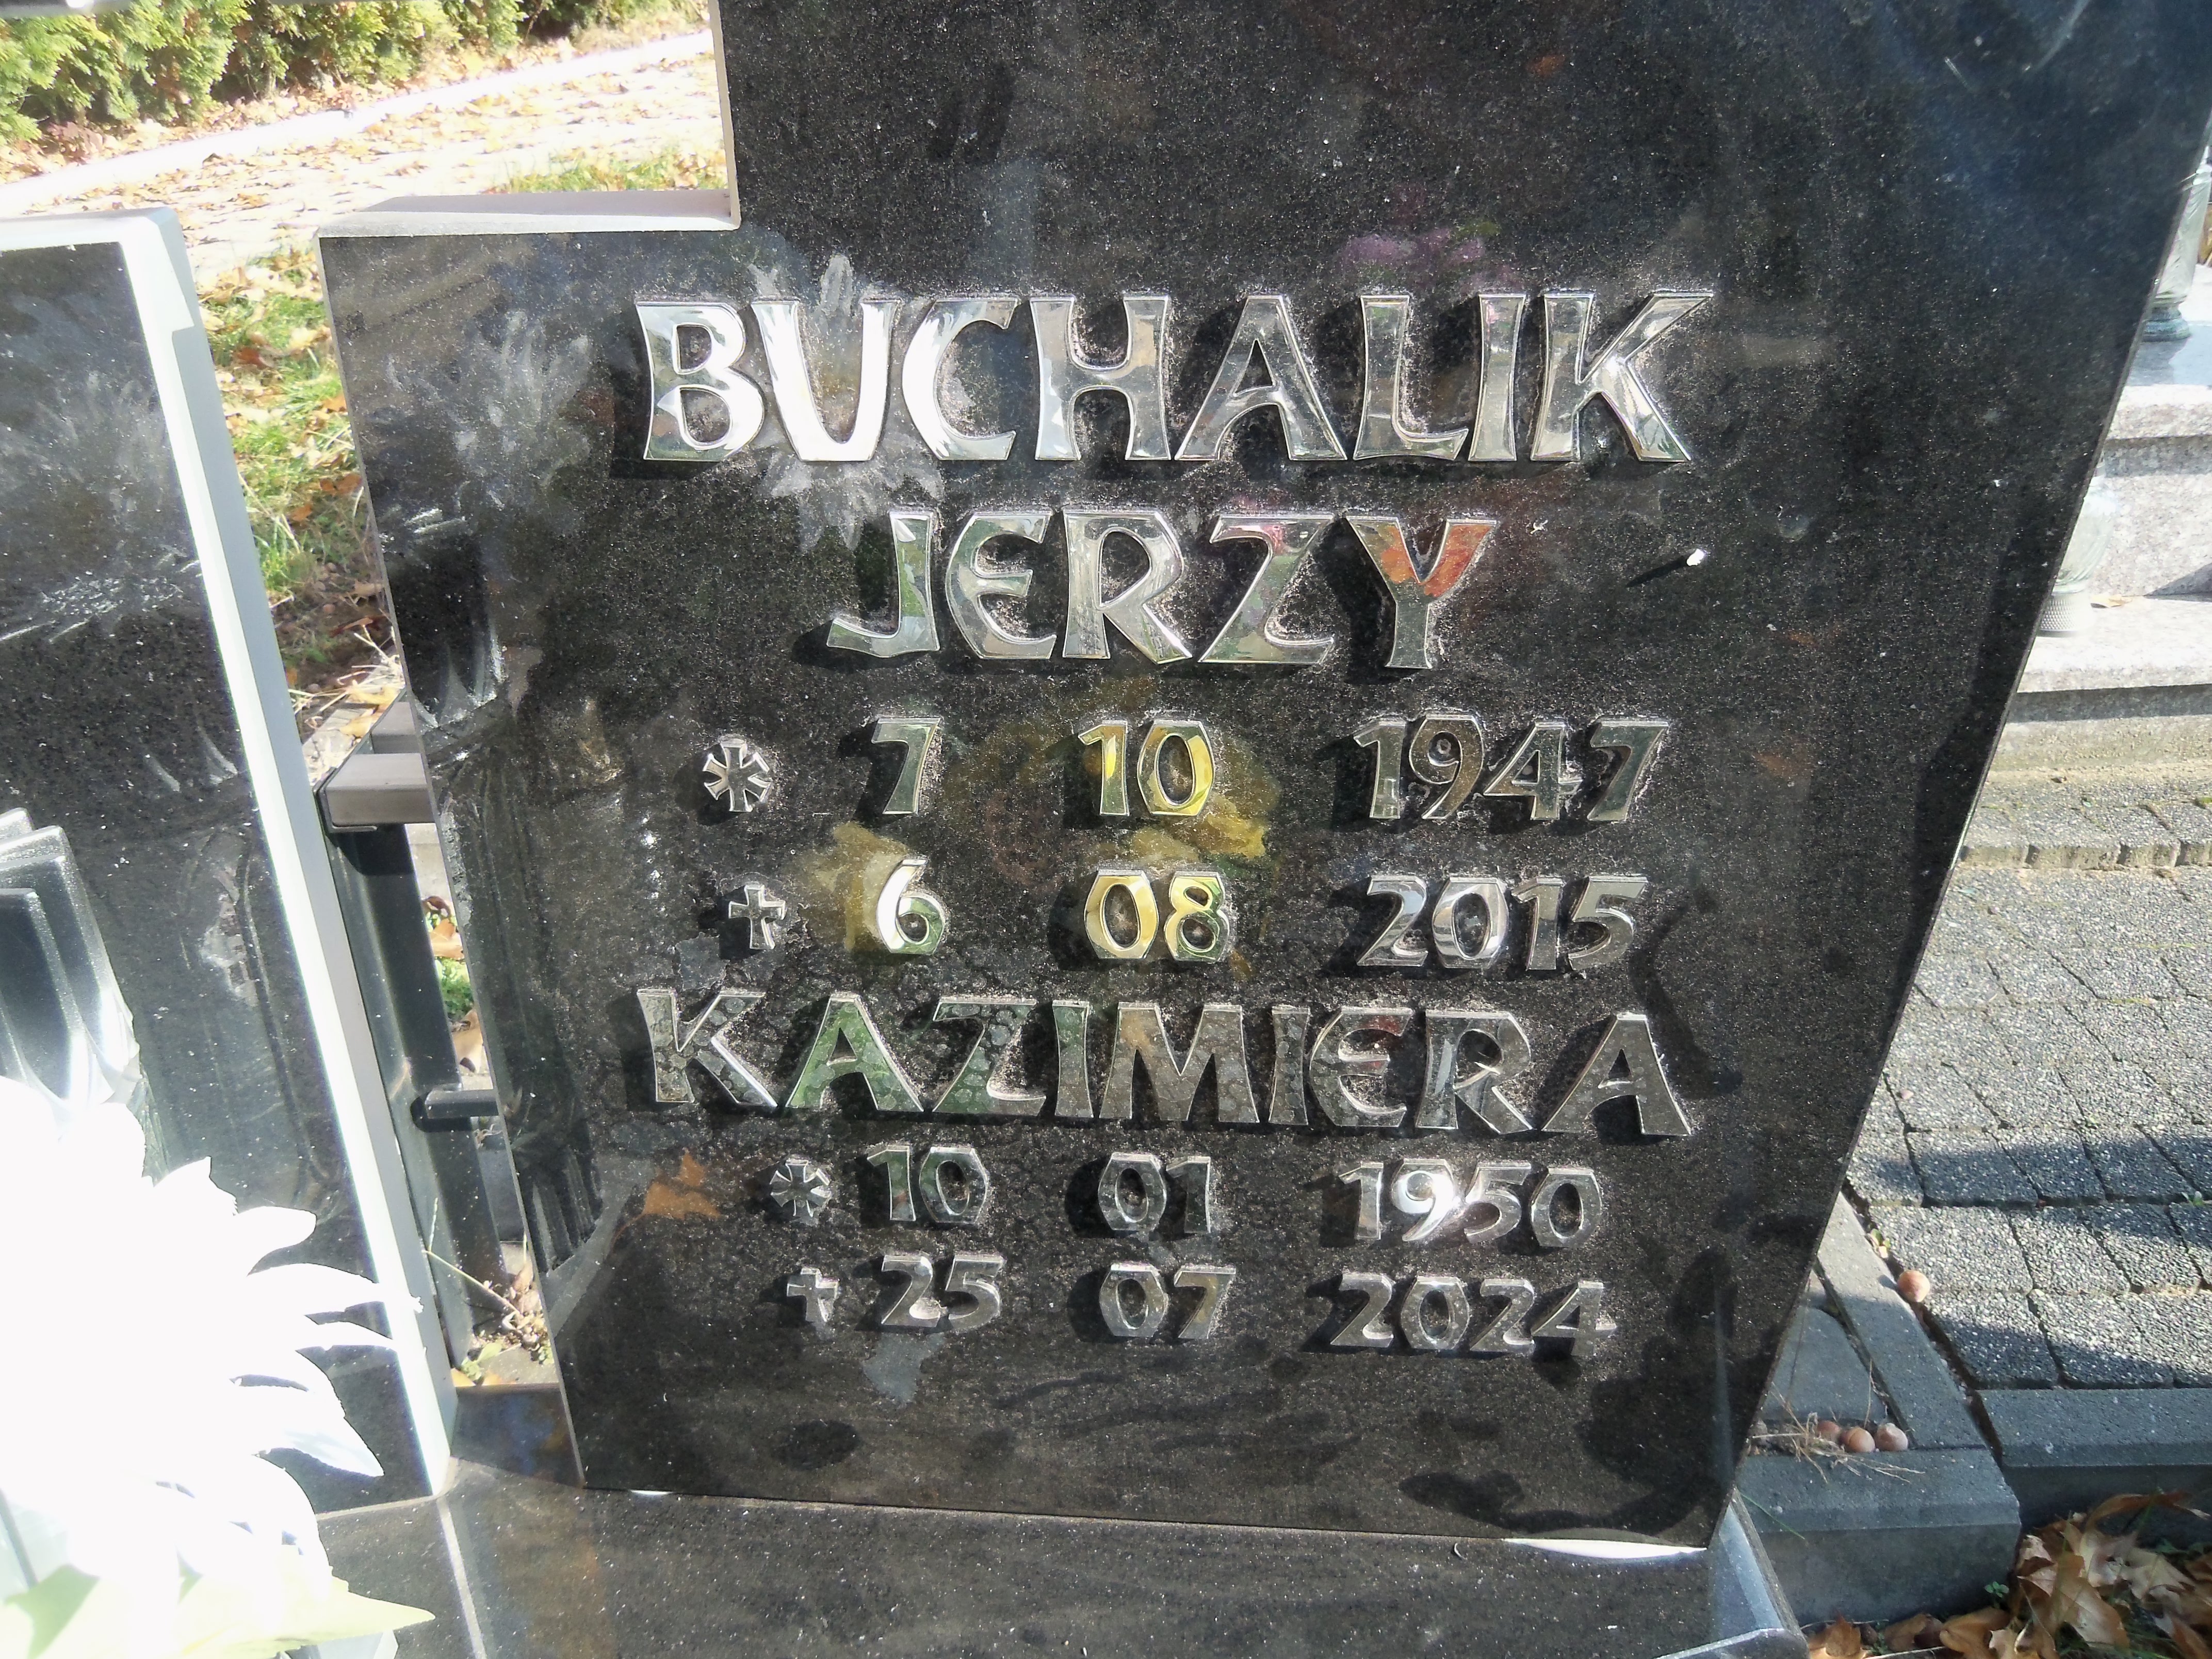 BUCHALIK
JERZY
* 7 10 1947
✝ 6 08 2015
KAZIMIERA
* 10 01 1950
✝ 25 07 2024